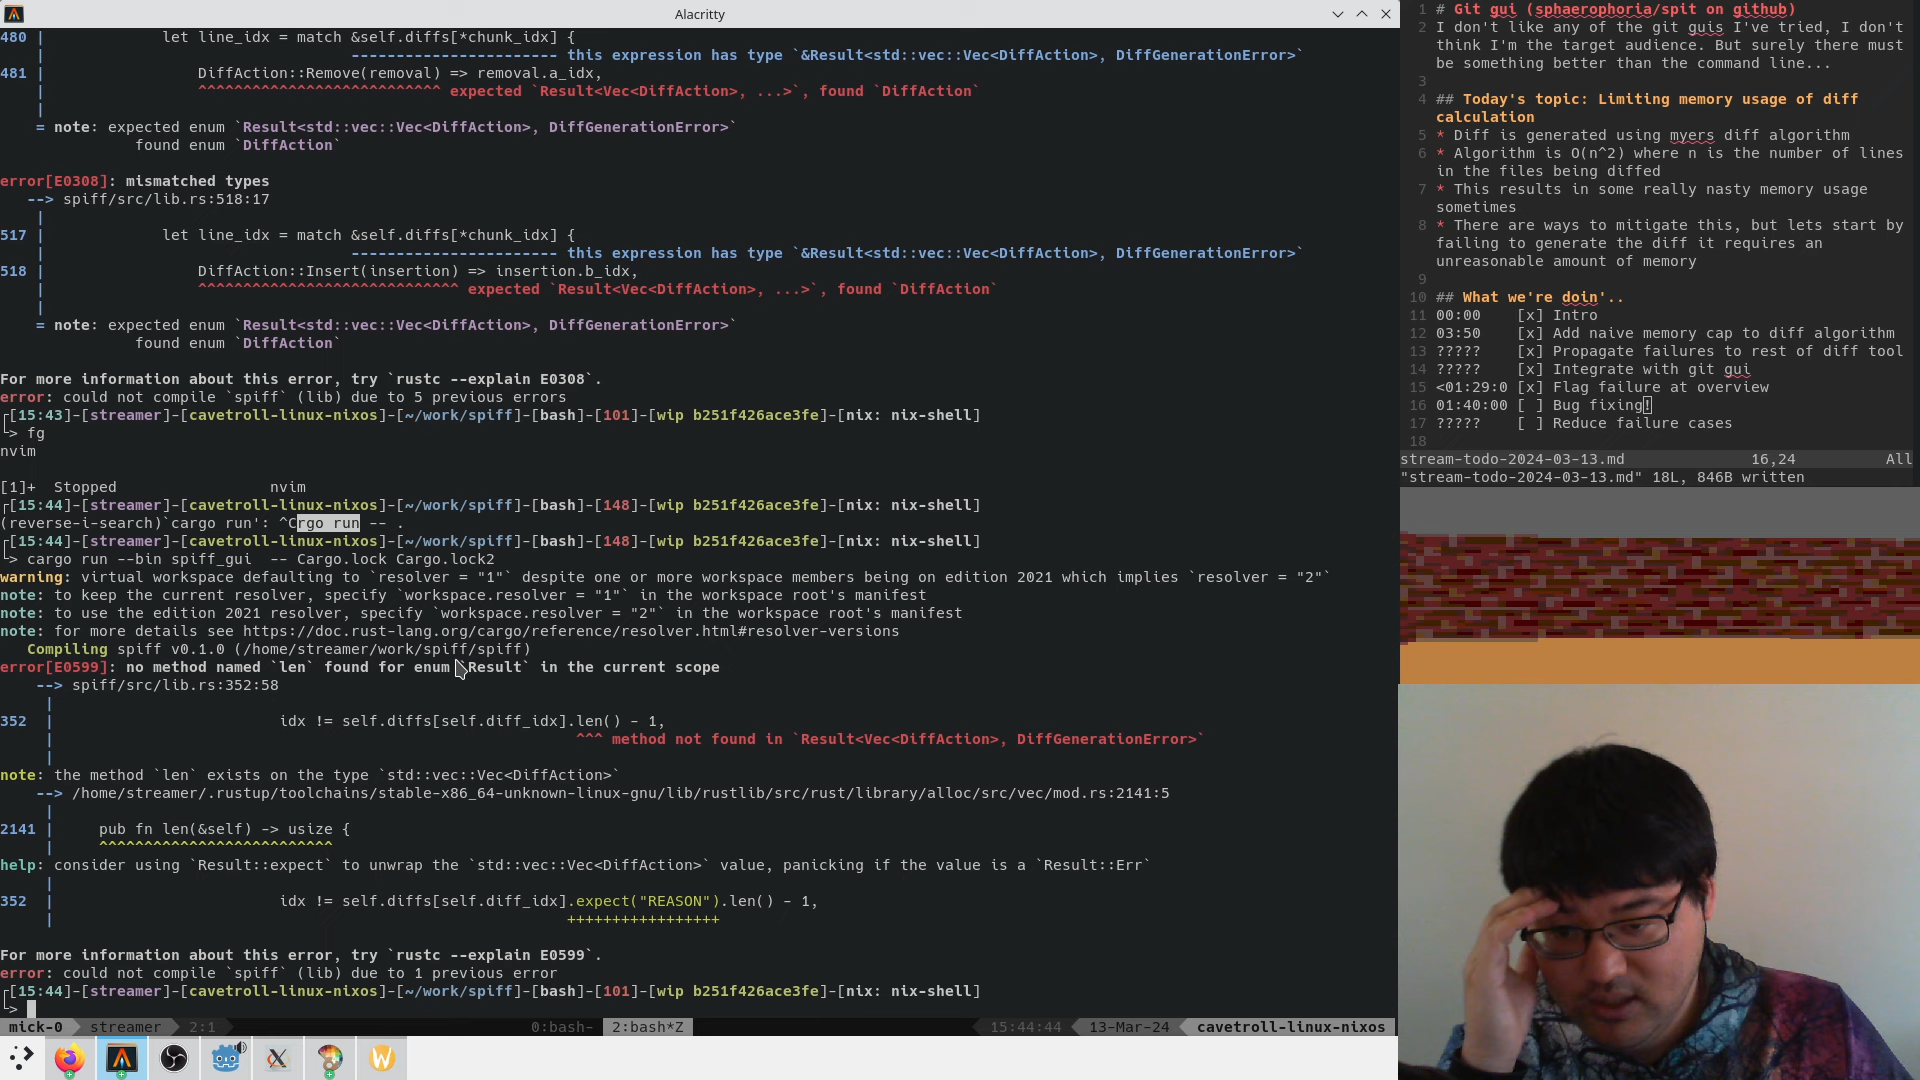 Alacritty
480 |             let line_idx = match &self.diffs[*chunk_idx] {
    |                                  ----------------------- this expression has type `&Result<std::vec::Vec<DiffAction>, DiffGenerationError>`
481 |                 DiffAction::Remove(removal) => removal.a_idx,
    |                 ^^^^^^^^^^^^^^^^^^^^^^^^^^^ expected `Result<Vec<DiffAction>, ...>`, found `DiffAction`
    |
    = note: expected enum `Result<std::vec::Vec<DiffAction>, DiffGenerationError>`
               found enum `DiffAction`
error[E0308]: mismatched types
   --> spiff/src/lib.rs:518:17
    |
517 |             let line_idx = match &self.diffs[*chunk_idx] {
    |                                  ----------------------- this expression has type `&Result<std::vec::Vec<DiffAction>, DiffGenerationError>`
518 |                 DiffAction::Insert(insertion) => insertion.b_idx,
    |                 ^^^^^^^^^^^^^^^^^^^^^^^^^^^^^ expected `Result<Vec<DiffAction>, ...>`, found `DiffAction`
    |
    = note: expected enum `Result<std::vec::Vec<DiffAction>, DiffGenerationError>`
               found enum `DiffAction`
For more information about this error, try `rustc --explain E0308`.
error: could not compile `spiff` (lib) due to 5 previous errors
┌[15:43]-[streamer]-[cavetroll-linux-nixos]-[~/work/spiff]-[bash]-[101]-[wip b251f426ace3fe]-[nix: nix-shell]
└> fg
nvim
[1]+  Stopped                 nvim
┌[15:44]-[streamer]-[cavetroll-linux-nixos]-[~/work/spiff]-[bash]-[148]-[wip b251f426ace3fe]-[nix: nix-shell]
(reverse-i-search)`cargo run': ^Crgo run -- .
┌[15:44]-[streamer]-[cavetroll-linux-nixos]-[~/work/spiff]-[bash]-[148]-[wip b251f426ace3fe]-[nix: nix-shell]
└> cargo run --bin spiff_gui  -- Cargo.lock Cargo.lock2
warning: virtual workspace defaulting to `resolver = "1"` despite one or more workspace members being on edition 2021 which implies `resolver = "2"`
note: to keep the current resolver, specify `workspace.resolver = "1"` in the workspace root's manifest
note: to use the edition 2021 resolver, specify `workspace.resolver = "2"` in the workspace root's manifest
note: for more details see https://doc.rust-lang.org/cargo/reference/resolver.html#resolver-versions
   Compiling spiff v0.1.0 (/home/streamer/work/spiff/spiff)
error[E0599]: no method named `len` found for enum `Result` in the current scope
    --> spiff/src/lib.rs:352:58
     |
352  |                         idx != self.diffs[self.diff_idx].len() - 1,
     |                                                          ^^^ method not found in `Result<Vec<DiffAction>, DiffGenerationError>`
     |
note: the method `len` exists on the type `std::vec::Vec<DiffAction>`
    --> /home/streamer/.rustup/toolchains/stable-x86_64-unknown-linux-gnu/lib/rustlib/src/rust/library/alloc/src/vec/mod.rs:2141:5
     |
2141 |     pub fn len(&self) -> usize {
     |     ^^^^^^^^^^^^^^^^^^^^^^^^^^
help: consider using `Result::expect` to unwrap the `std::vec::Vec<DiffAction>` value, panicking if the value is a `Result::Err`
     |
352  |                         idx != self.diffs[self.diff_idx].expect("REASON").len() - 1,
     |                                                         +++++++++++++++++
For more information about this error, try `rustc --explain E0599`.
error: could not compile `spiff` (lib) due to 1 previous error
┌[15:44]-[streamer]-[cavetroll-linux-nixos]-[~/work/spiff]-[bash]-[101]-[wip b251f426ace3fe]-[nix: nix-shell]
└>
mick-0  streamer  2:1  0:bash-  2:bash*Z  15:44:44  13-Mar-24  cavetroll-linux-nixos
1 # Git gui (sphaerophoria/spit on github)
2 I don't like any of the git guis I've tried, I don't
think I'm the target audience. But surely there must
be something better than the command line...
3
4 ## Today's topic: Limiting memory usage of diff
calculation
5 * Diff is generated using myers diff algorithm
6 * Algorithm is O(n^2) where n is the number of lines
in the files being diffed
7 * This results in some really nasty memory usage
sometimes
8 * There are ways to mitigate this, but lets start by
failing to generate the diff it requires an
unreasonable amount of memory
9
10 ## What we're doin'..
11 00:00    [x] Intro
12 03:50    [x] Add naive memory cap to diff algorithm
13 ?????    [x] Propagate failures to rest of diff tool
14 ?????    [x] Integrate with git gui
15 <01:29:0 [x] Flag failure at overview
16 01:40:00 [ ] Bug fixing!
17 ?????    [ ] Reduce failure cases
18
stream-todo-2024-03-13.md              16,24          All
"stream-todo-2024-03-13.md" 18L, 846B written